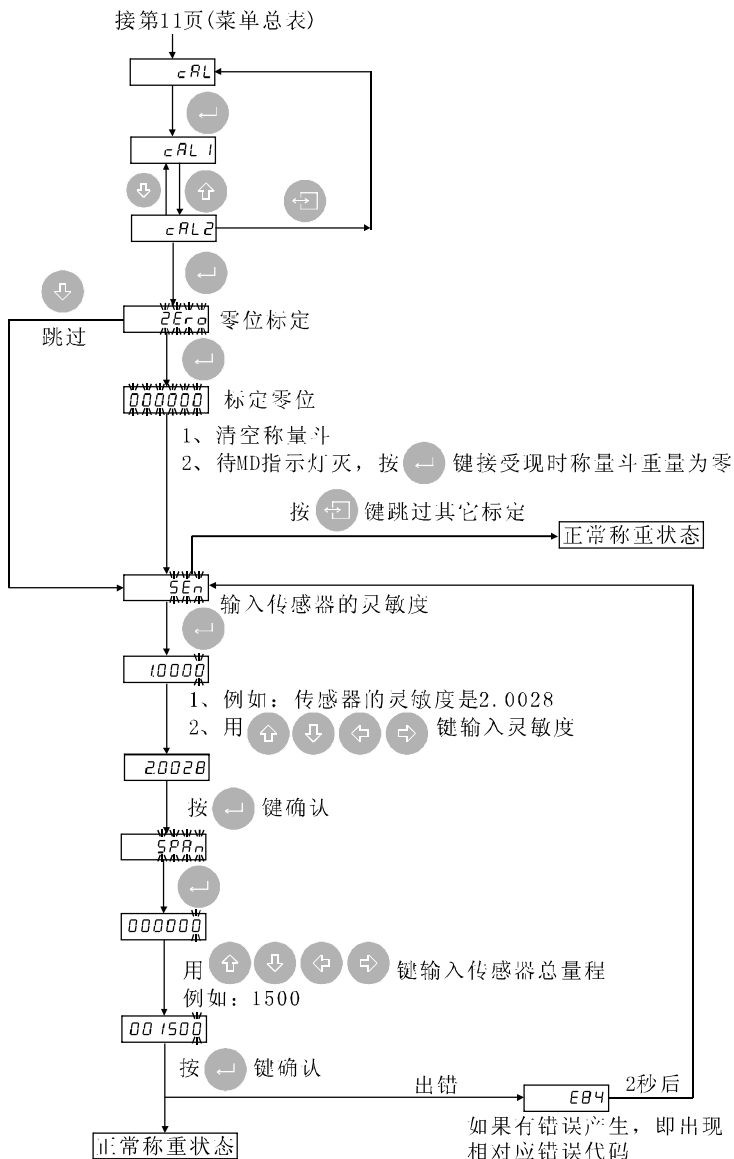 接第11页(菜单总表)
cAL
cAL 1
cAL2
跳过
ZEro
零位标定
000000
标定零位
1、清空称量斗
2、待MD指示灯灭，按 键接受现时称量斗重量为零
按 键跳过其它标定
正常称重状态
SEn
输入传感器的灵敏度
1.0000
1、例如：传感器的灵敏度是2.0028
2、用 键输入灵敏度
2.0028
按 键确认
SPAn
000000
用 键输入传感器总量程
例如：1500
001500
按 键确认
出错
E84
2秒后
如果有错误产生，即出现
相对应错误代码
正常称重状态